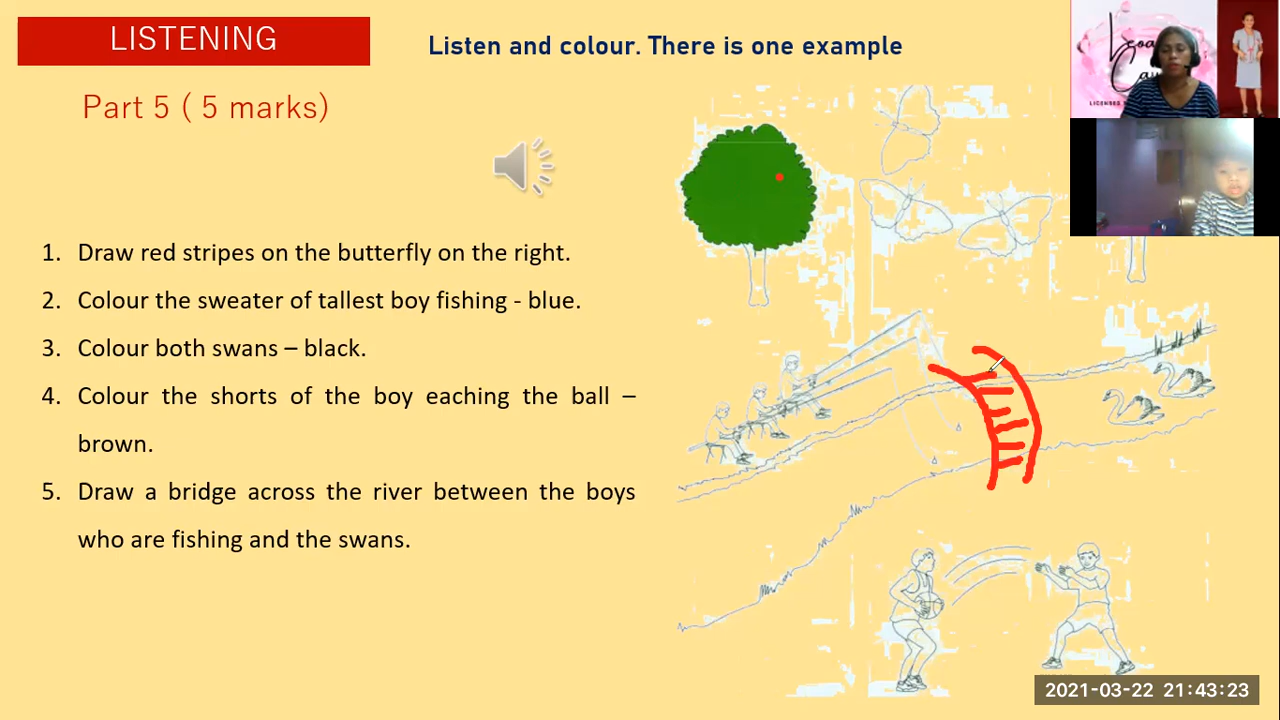 LISTENING
Listen and colour. There is one example
Part 5 ( 5 marks)
LICENSED
1. Draw red stripes on the butterfly on the right.
2. Colour the sweater of tallest boy fishing - blue.
3. Colour both swans – black.
4. Colour the shorts of the boy eaching the ball –
brown.
5. Draw a bridge across the river between the boys
who are fishing and the swans.
2021-03-22 21:43:23